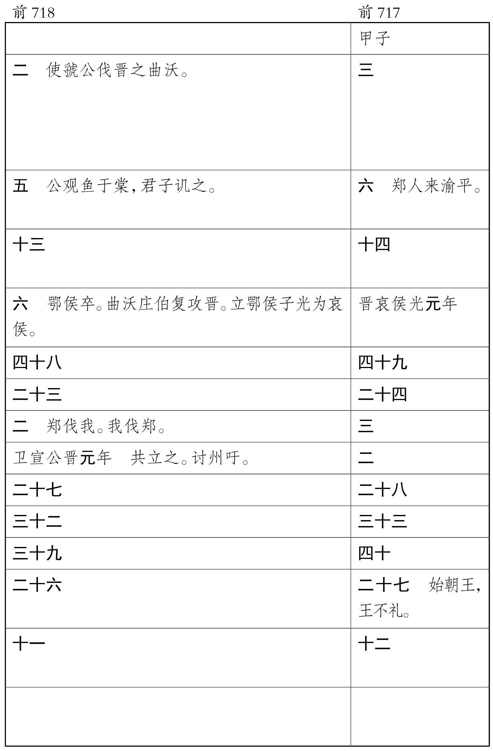 前 718 前 717
甲子
二 使虢公伐晋之曲沃。 三
五 公观鱼于棠，君子讥之。 六 郑人来渝平。
十三 十四
六 鄂侯卒。曲沃庄伯复攻晋。立鄂侯子光为哀 晋哀侯光元年
侯。
四十八 四十九
二十三 二十四
二 郑伐我。我伐郑。 三
卫宣公晋元年 共立之。讨州吁。 二
二十七 二十八
三十二 三十三
三十九 四十
二十六 二十七 始朝王，
王不礼。
十一 十二